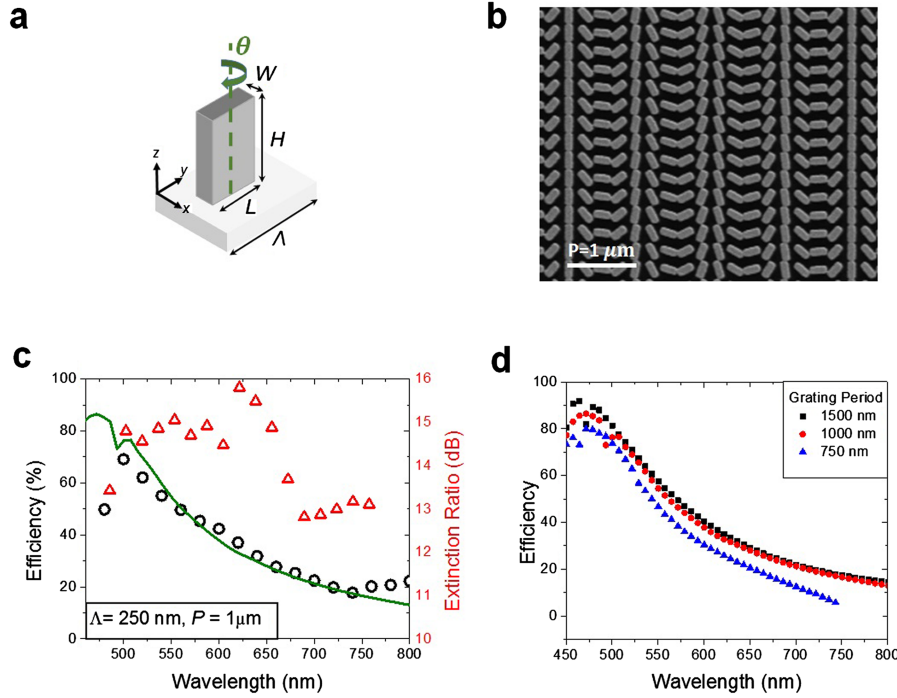 a
θ
W
H
z
y
x
L
Λ
b
P=1 μm
c
Efficiency (%)
100
80
60
40
20
0
500
550
600
650
700
750
800
Wavelength (nm)
16
15
14
13
12
11
10
Extinction Ratio (dB)
Λ= 250 nm, P = 1μm
d
Efficiency
100
80
60
40
20
0
450
500
550
600
650
700
750
800
Wavelength (nm)
Grating Period
1500 nm
1000 nm
750 nm